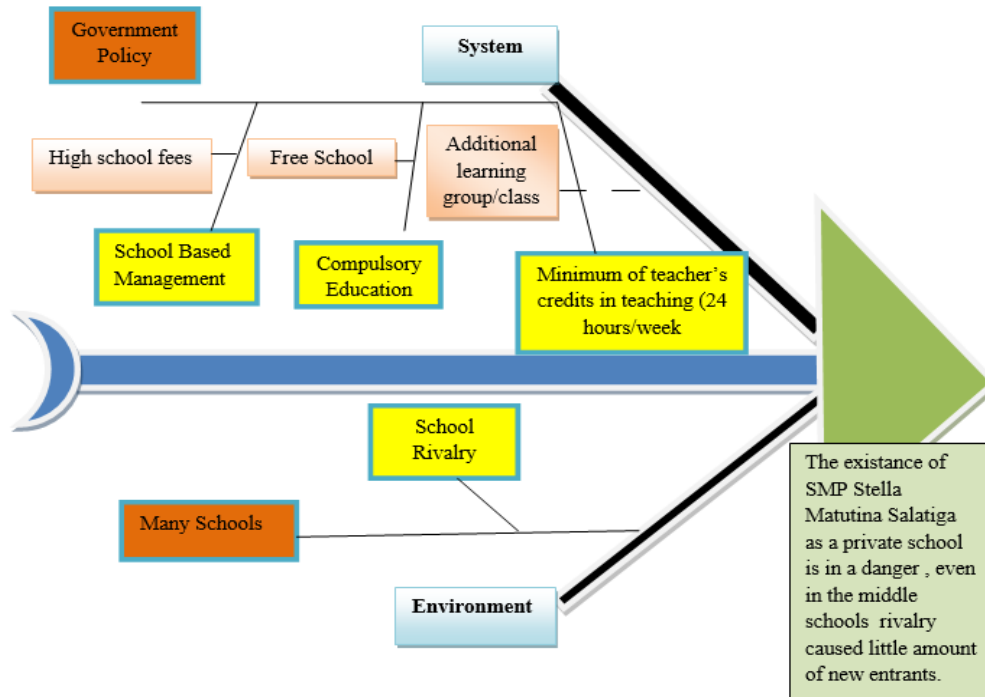 Government
Policy
System
High school fees
Free School
Additional
learning
group/class
School Based
Management
Compulsory
Education
Minimum of teacher's
credits in teaching (24
hours/week
School
Rivalry
Many Schools
Environment
The existance of
SMP Stella
Matutina Salatiga
as a private school
is in a danger , even
in the middle
schools rivalry
caused little amount
of new entrants.